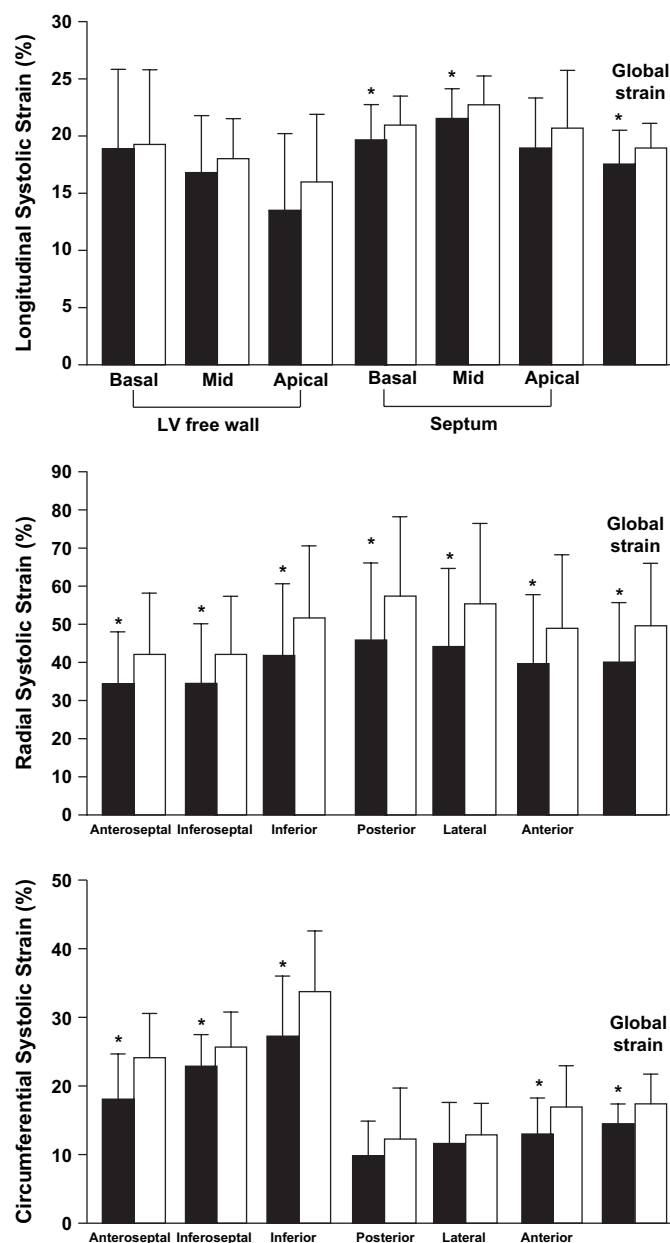 Longitudinal Systolic Strain (%)
30
25
20
15
10
5
0
* * Global
strain
*
Basal Mid Apical Basal Mid Apical
LV free wall Septum
Radial Systolic Strain (%)
90
80
70
60
50
40
30
20
10
0
Global
strain
* * * * * * *
Anteroseptal Inferoseptal Inferior Posterior Lateral Anterior
Circumferential Systolic Strain (%)
50
40
30
20
10
0
Global
strain
* * * * *
Anteroseptal Inferoseptal Inferior Posterior Lateral Anterior